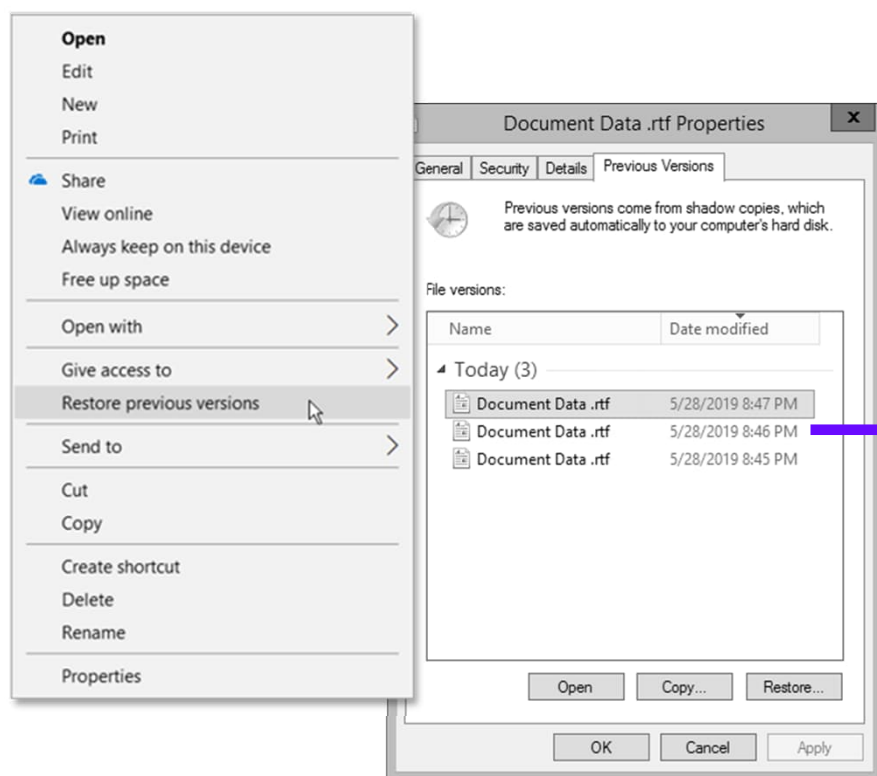 Open
Edit
New
Print
Share
View online
Always keep on this device
Free up space
Open with
Give access to
Restore previous versions
Send to
Cut
Copy
Create shortcut
Delete
Rename
Properties
Document Data .rtf Properties
x
General Security Details Previous Versions
Previous versions come from shadow copies, which
are saved automatically to your computer's hard disk.
File versions:
Name Date modified
Today (3)
Document Data .rtf 5/28/2019 8:47 PM
Document Data .rtf 5/28/2019 8:46 PM
Document Data .rtf 5/28/2019 8:45 PM
Open Copy... Restore...
OK Cancel Apply